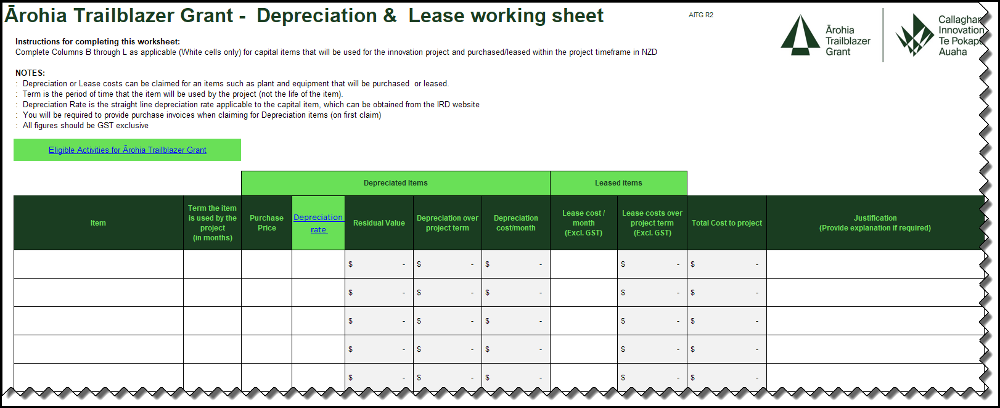 Ārohia Trailblazer Grant - Depreciation & Lease working sheet
AITG R2
Ārohia
Trailblazer
Grant
Callaghan
Innovation
Te Pokapū
Auaha
Instructions for completing this worksheet:
Complete Columns B through L as applicable (White cells only) for capital items that will be used for the innovation project and purchased/leased within the project timeframe in NZD
NOTES:
: Depreciation or Lease costs can be claimed for an items such as plant and equipment that will be purchased or leased.
: Term is the period of time that the item will be used by the project (not the life of the item).
: Depreciation Rate is the straight line depreciation rate applicable to the capital item, which can be obtained from the IRD website
: You will be required to provide purchase invoices when claiming for Depreciation items (on first claim)
: All figures should be GST exclusive
Eligible Activities for Ārohia Trailblazer Grant
Depreciated Items
Leased items
Item
Term the item
is used by the
project
(in months)
Purchase
Price
Depreciation
rate
Residual Value
Depreciation over
project term
Depreciation
cost/month
Lease cost /
month
(Excl. GST)
Lease costs over
project term
(Excl. GST)
Total Cost to project
Justification
(Provide explanation if required)
$ - $ - $ - $ - $ -
$ - $ - $ - $ - $ -
$ - $ - $ - $ - $ -
$ - $ - $ - $ - $ -
$ - $ - $ - $ - $ -